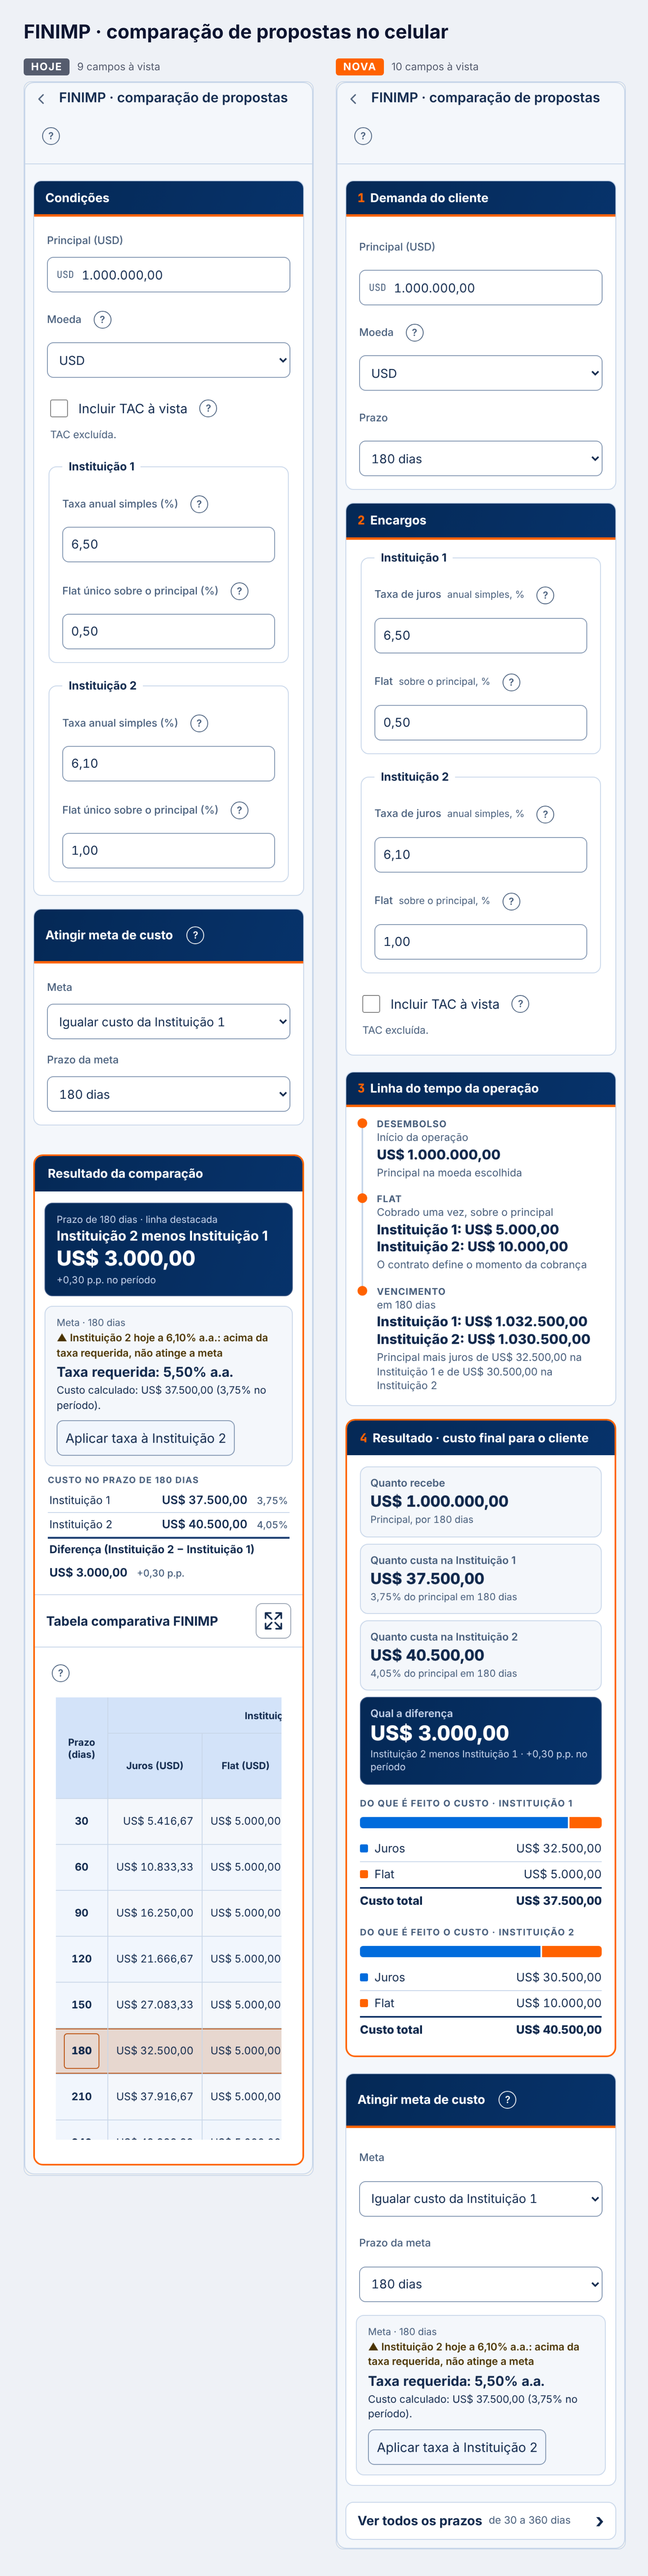 FINIMP · comparação de propostas no celular
HOJE 9 campos à vista
FINIMP · comparação de propostas
?
Condições
Principal (USD)
USD 1.000.000,00
Moeda ?
USD
Incluir TAC à vista ?
TAC excluída.
Instituição 1
Taxa anual simples (%) ?
6,50
Flat único sobre o principal (%) ?
0,50
Instituição 2
Taxa anual simples (%) ?
6,10
Flat único sobre o principal (%) ?
1,00
Atingir meta de custo ?
Meta
Igualar custo da Instituição 1
Prazo da meta
180 dias
Resultado da comparação
Prazo de 180 dias · linha destacada
Instituição 2 menos Instituição 1
US$ 3.000,00
+0,30 p.p. no período
Meta · 180 dias
▲ Instituição 2 hoje a 6,10% a.a.: acima da
taxa requerida, não atinge a meta
Taxa requerida: 5,50% a.a.
Custo calculado: US$ 37.500,00 (3,75% no
período).
Aplicar taxa à Instituição 2
CUSTO NO PRAZO DE 180 DIAS
Instituição 1 US$ 37.500,00 3,75%
Instituição 2 US$ 40.500,00 4,05%
Diferença (Instituição 2 − Instituição 1)
US$ 3.000,00 +0,30 p.p.
Tabela comparativa FINIMP
?
Prazo
(dias)
Juros (USD) Flat (USD)
30 US$ 5.416,67 US$ 5.000,00
60 US$ 10.833,33 US$ 5.000,00
90 US$ 16.250,00 US$ 5.000,00
120 US$ 21.666,67 US$ 5.000,00
150 US$ 27.083,33 US$ 5.000,00
180 US$ 32.500,00 US$ 5.000,00
210 US$ 37.916,67 US$ 5.000,00
NOVA 10 campos à vista
FINIMP · comparação de propostas
?
1 Demanda do cliente
Principal (USD)
USD 1.000.000,00
Moeda ?
USD
Prazo
180 dias
2 Encargos
Instituição 1
Taxa de juros anual simples, % ?
6,50
Flat sobre o principal, % ?
0,50
Instituição 2
Taxa de juros anual simples, % ?
6,10
Flat sobre o principal, % ?
1,00
Incluir TAC à vista ?
TAC excluída.
3 Linha do tempo da operação
DESEMBOLSO
Início da operação
US$ 1.000.000,00
Principal na moeda escolhida
FLAT
Cobrado uma vez, sobre o principal
Instituição 1: US$ 5.000,00
Instituição 2: US$ 10.000,00
O contrato define o momento da cobrança
VENCIMENTO
em 180 dias
Instituição 1: US$ 1.032.500,00
Instituição 2: US$ 1.030.500,00
Principal mais juros de US$ 32.500,00 na
Instituição 1 e de US$ 30.500,00 na
Instituição 2
4 Resultado · custo final para o cliente
Quanto recebe
US$ 1.000.000,00
Principal, por 180 dias
Quanto custa na Instituição 1
US$ 37.500,00
3,75% do principal em 180 dias
Quanto custa na Instituição 2
US$ 40.500,00
4,05% do principal em 180 dias
Qual a diferença
US$ 3.000,00
Instituição 2 menos Instituição 1 · +0,30 p.p. no
período
DO QUE É FEITO O CUSTO · INSTITUIÇÃO 1
Juros US$ 32.500,00
Flat US$ 5.000,00
Custo total US$ 37.500,00
DO QUE É FEITO O CUSTO · INSTITUIÇÃO 2
Juros US$ 30.500,00
Flat US$ 10.000,00
Custo total US$ 40.500,00
Atingir meta de custo ?
Meta
Igualar custo da Instituição 1
Prazo da meta
180 dias
Meta · 180 dias
▲ Instituição 2 hoje a 6,10% a.a.: acima da
taxa requerida, não atinge a meta
Taxa requerida: 5,50% a.a.
Custo calculado: US$ 37.500,00 (3,75% no
período).
Aplicar taxa à Instituição 2
Ver todos os prazos de 30 a 360 dias